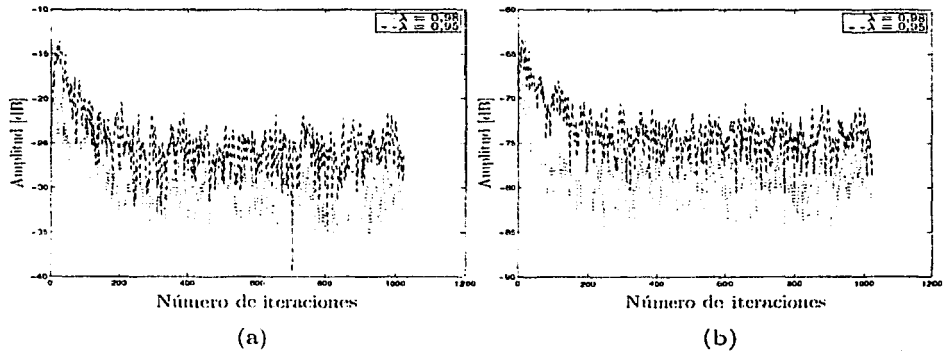 -10
-15
-20
-25
-30
-35
-40
0
200
400
600
800
1000
1200
Amplitud [dB]
Número de iteraciones
λ = 0.98
λ = 0.95
(a)
-60
-65
-70
-75
-80
-85
-90
0
200
400
600
800
1000
1200
Amplitud [dB]
Número de iteraciones
λ = 0.98
λ = 0.95
(b)